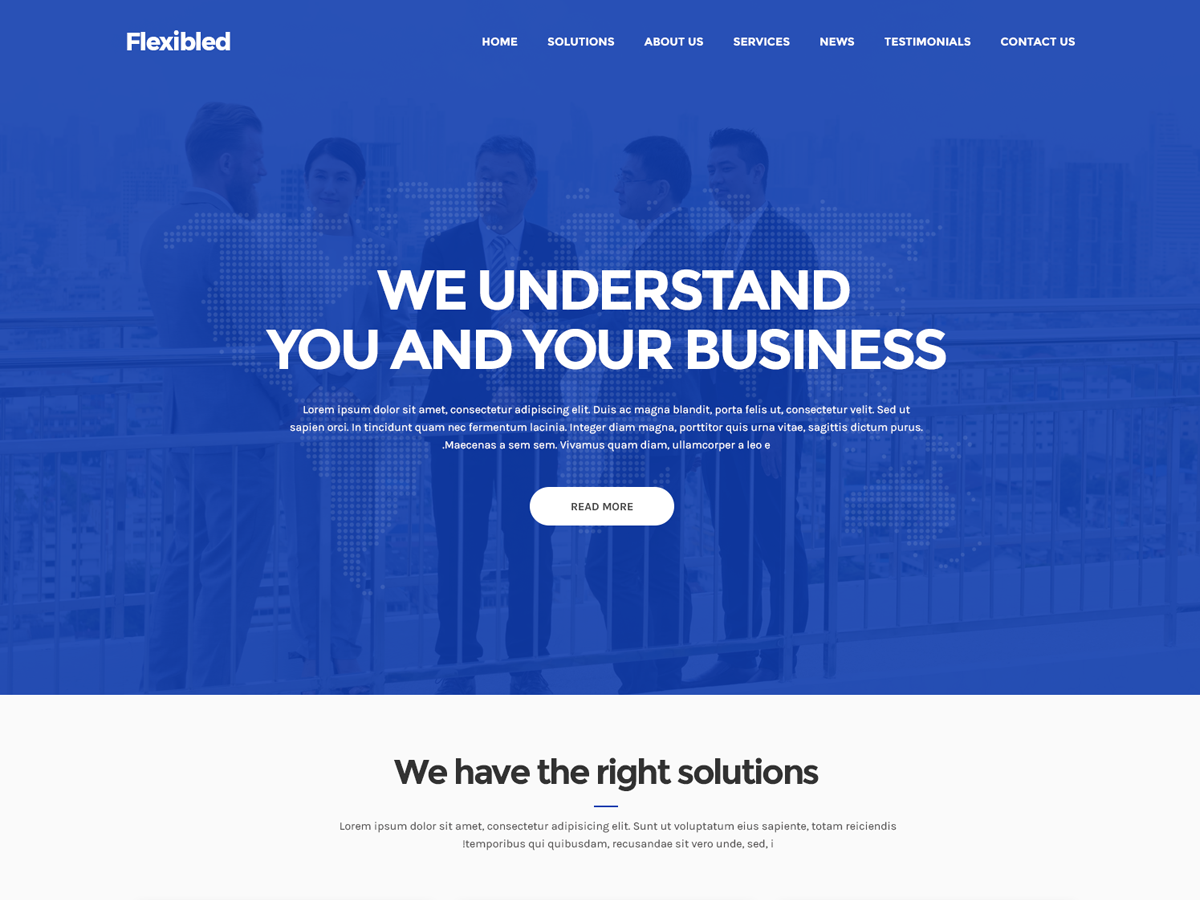 Flexibled
HOME SOLUTIONS ABOUT US SERVICES NEWS TESTIMONIALS CONTACT US
WE UNDERSTAND
YOU AND YOUR BUSINESS
Lorem ipsum dolor sit amet, consectetur adipiscing elit. Duis ac magna blandit, porta felis ut, consectetur velit. Sed ut
sapien orci. In tincidunt quam nec fermentum lacinia. Integer diam magna, porttitor quis urna vitae, sagittis dictum purus.
.Maecenas a sem sem. Vivamus quam diam, ullamcorper a leo e
READ MORE
We have the right solutions
Lorem ipsum dolor sit amet, consectetur adipisicing elit. Sunt ut voluptatum eius sapiente, totam reiciendis
!temporibus qui quibusdam, recusandae sit vero unde, sed, i